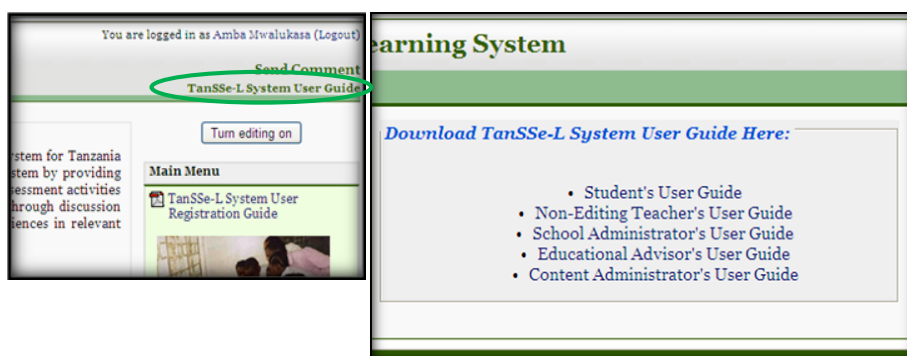 You are logged in as Amba Mwalukasa (Logout)
Send Comment
TanSSe-L System User Guide
Turn editing on
stem for Tanzania
stem by providing
sessment activities
hrough discussion
iences in relevant
Main Menu
TanSSe-L System User
Registration Guide
earning System
Download TanSSe-L System User Guide Here:
• Student's User Guide
• Non-Editing Teacher's User Guide
• School Administrator's User Guide
• Educational Advisor's User Guide
• Content Administrator's User Guide